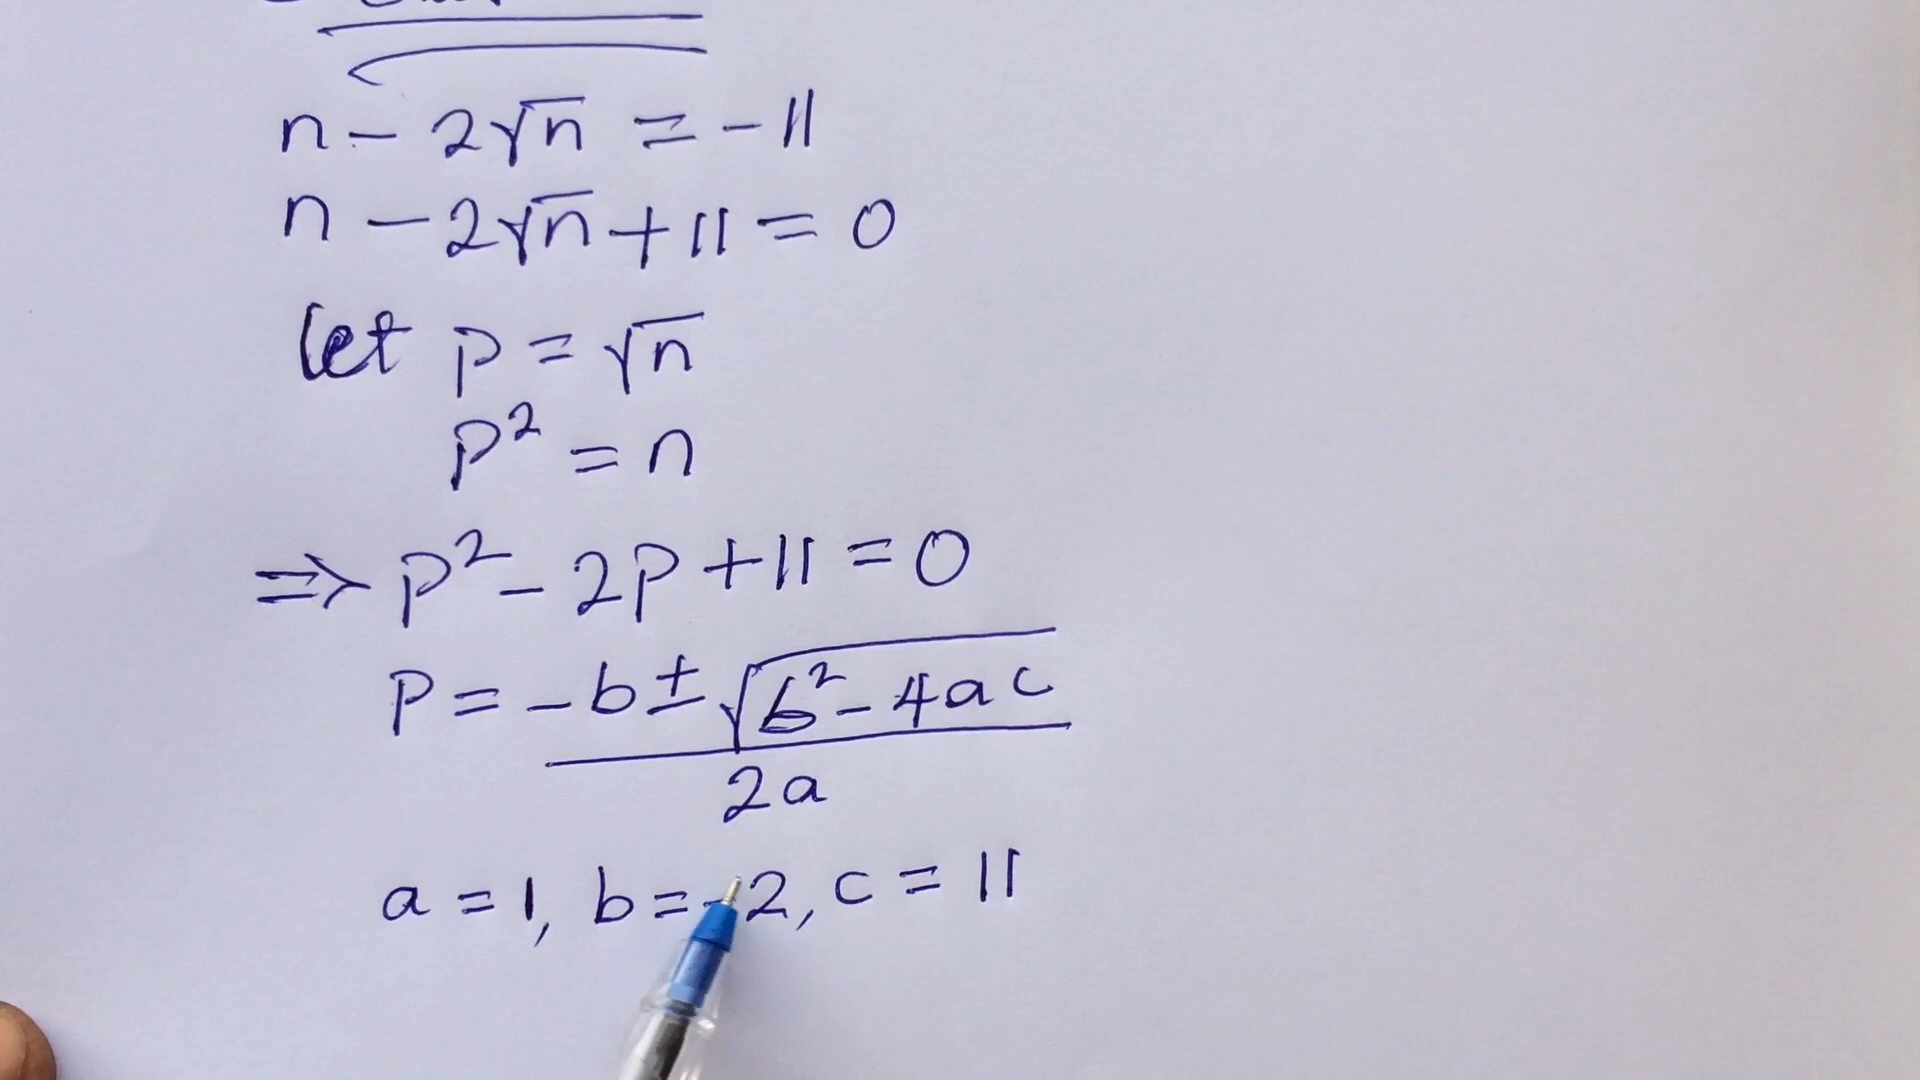 n - 2√n = -11
n - 2√n + 11 = 0
let p = √n
p² = n
⇒ p² - 2p + 11 = 0
p = -b ± √b² - 4ac
2a
a = 1, b = -2, c = 11